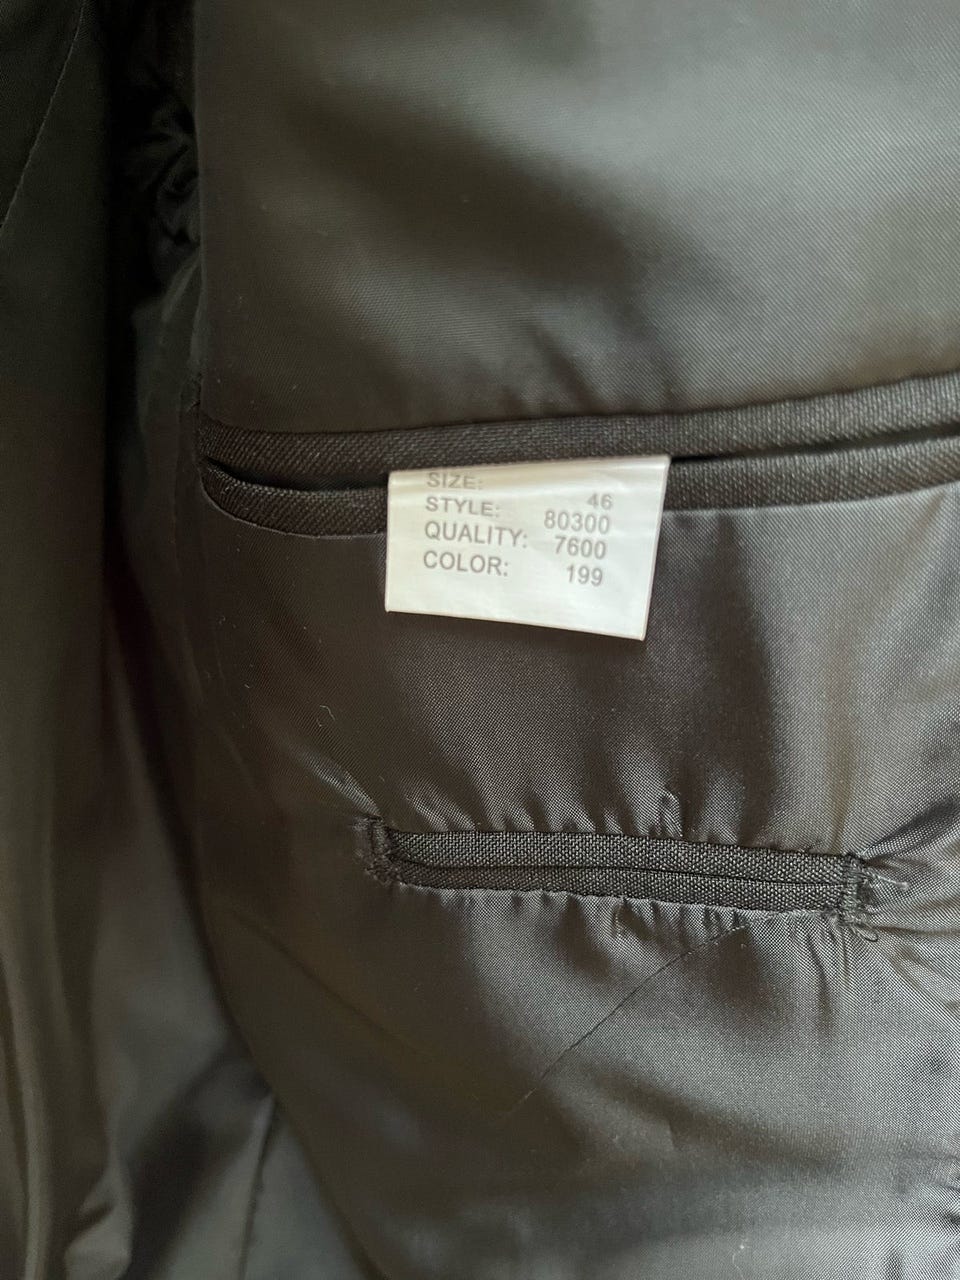 SIZE: 46
STYLE: 80300
QUALITY: 7600
COLOR: 199